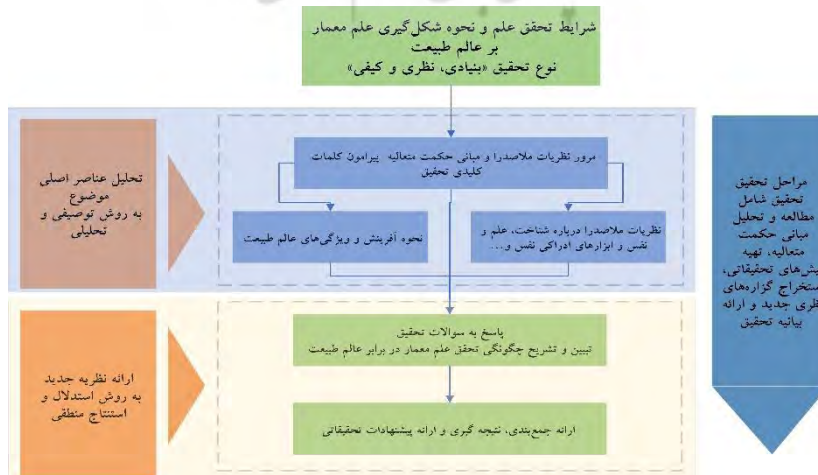 شرایط تحقق علم و نحوه شکل‌گیری علم معمار
بر عالم طبیعت
نوع تحقیق «بنیادی، نظری و کیفی»
تحلیل عناصر اصلی
موضوع
به روش توصیفی و
تحلیلی
مرور نظریات ملاصدرا و مبانی حکمت متعالیه پیرامون کلمات
کلیدی تحقیق
نظریات ملاصدرا درباره شناخت، علم و
نفس و ابزارهای ادراکی نفس و...
نحوه آفرینش و ویژگی‌های عالم طبیعت
مراحل تحقیق
تحقیق شامل
مطالعه و تحلیل
مبانی حکمت
متعالیه، تهیه
یش‌های تحقیقاتی،
ستخراج گزاره‌های
ظری جدید و ارائه
بیانیه تحقیق
ارائه نظریه جدید
به روش استدلال و
استنتاج منطقی
پاسخ به سوالات تحقیق
تبیین و تشریح چگونگی تحقق علم معمار در برابر عالم طبیعت
ارائه جمع‌بندی، نتیجه گیری و ارائه پیشنهادات تحقیقاتی